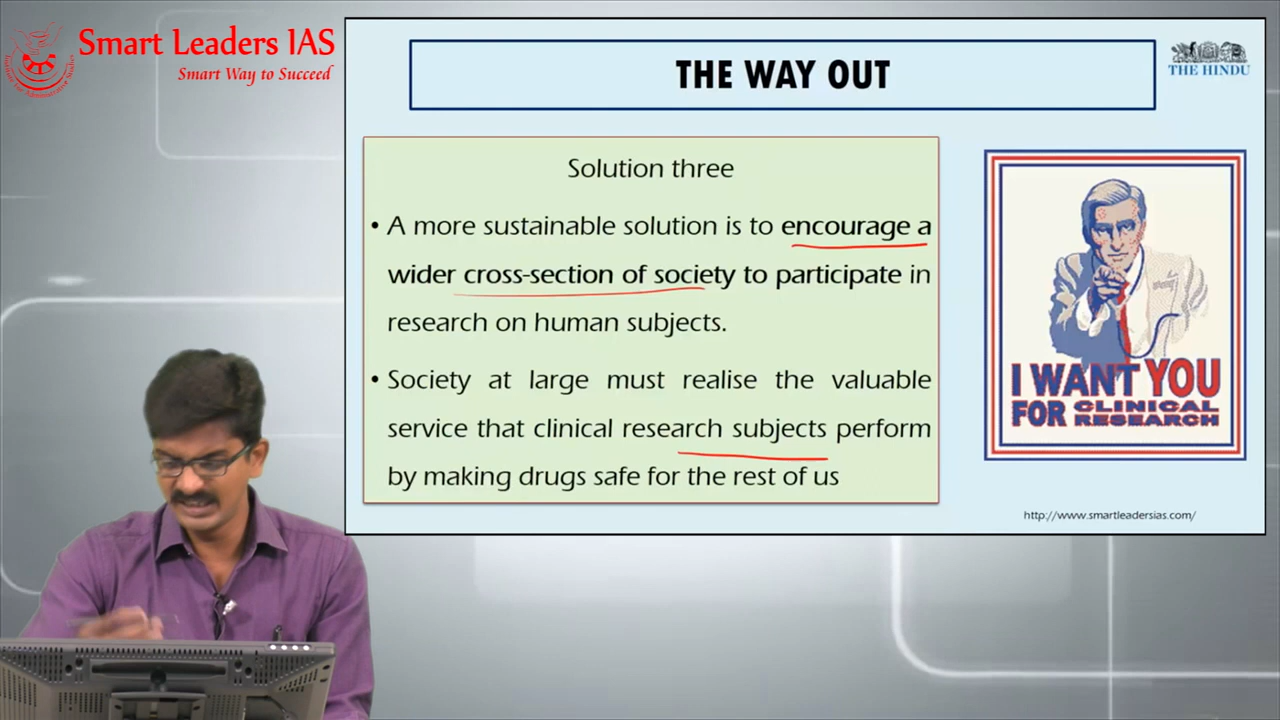 Smart Leaders IAS
Smart Way to Succeed
THE WAY OUT
THE HINDU
Solution three
• A more sustainable solution is to encourage a
wider cross-section of society to participate in
research on human subjects.
• Society at large must realise the valuable
service that clinical research subjects perform
by making drugs safe for the rest of us
I WANT YOU
FOR CLINICAL
RESEARCH
http://www.smartleadersias.com/